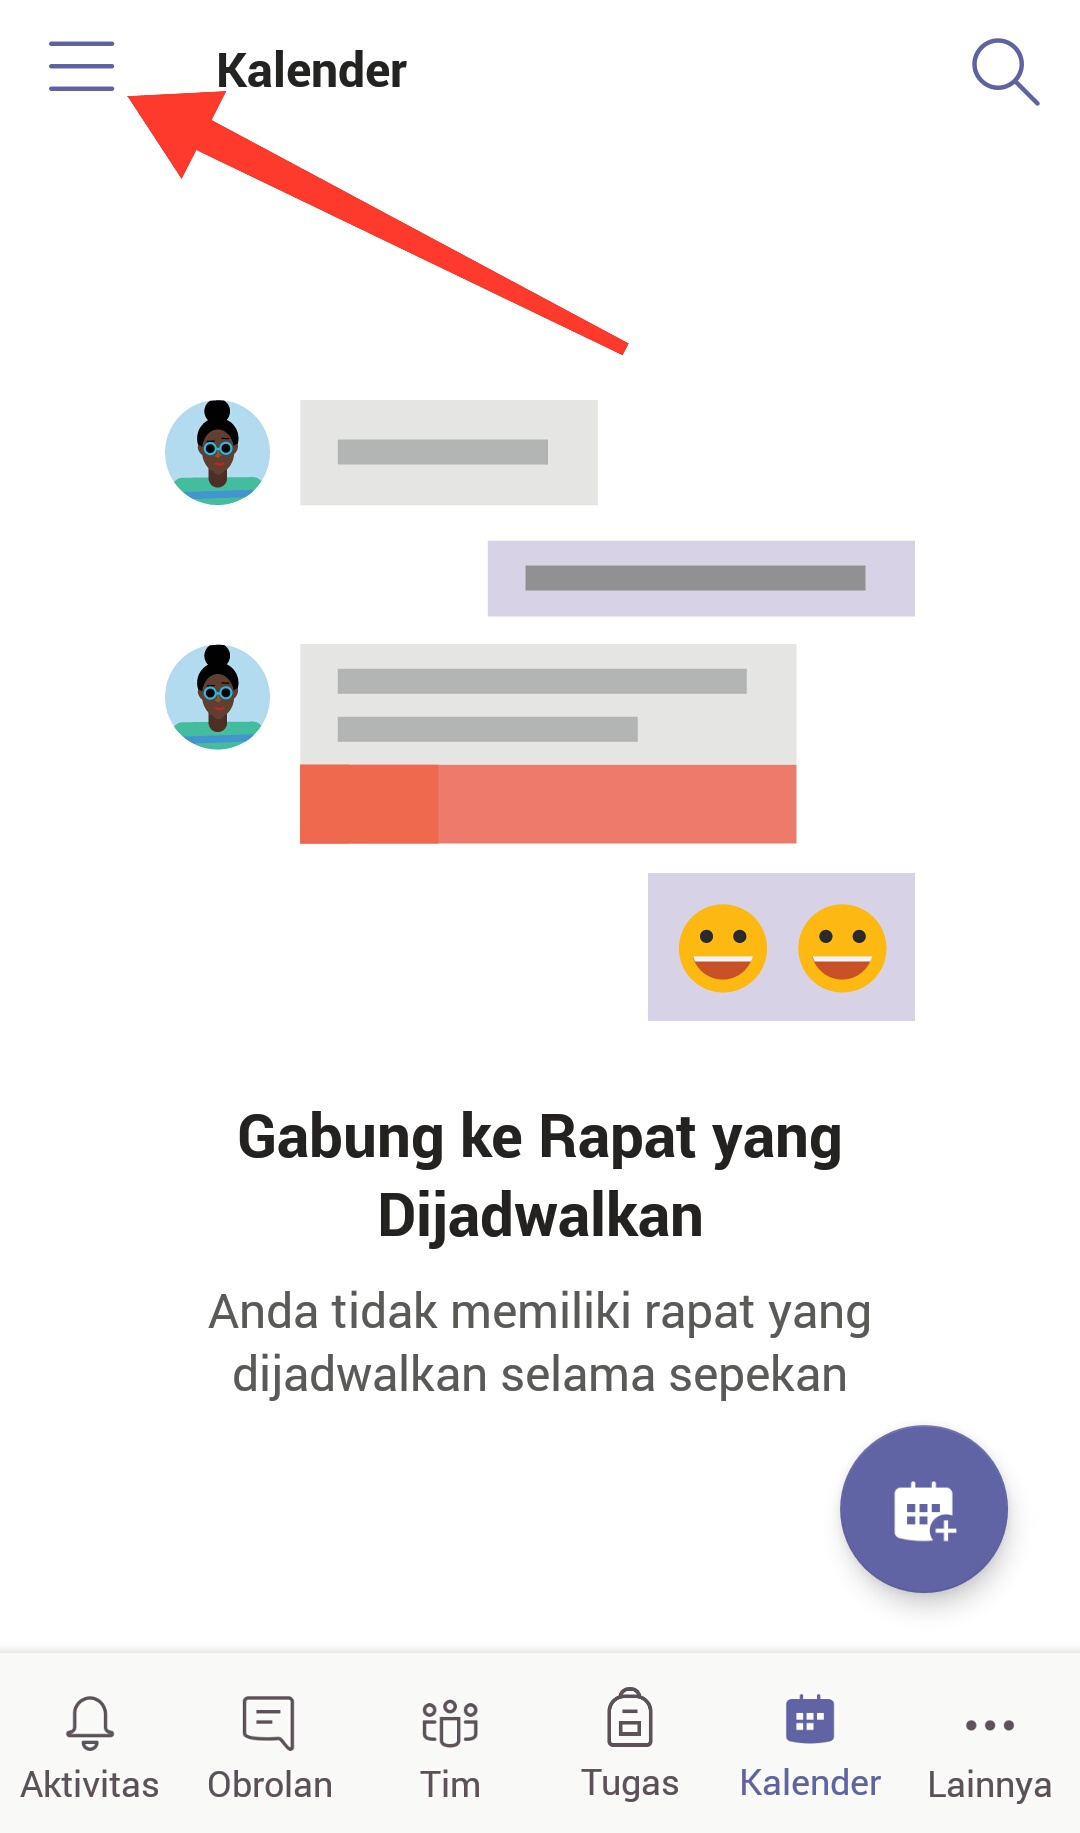 Kalender
Gabung ke Rapat yang
Dijadwalkan
Anda tidak memiliki rapat yang
dijadwalkan selama sepekan
Aktivitas
Obrolan
Tim
Tugas
Kalender
Lainnya